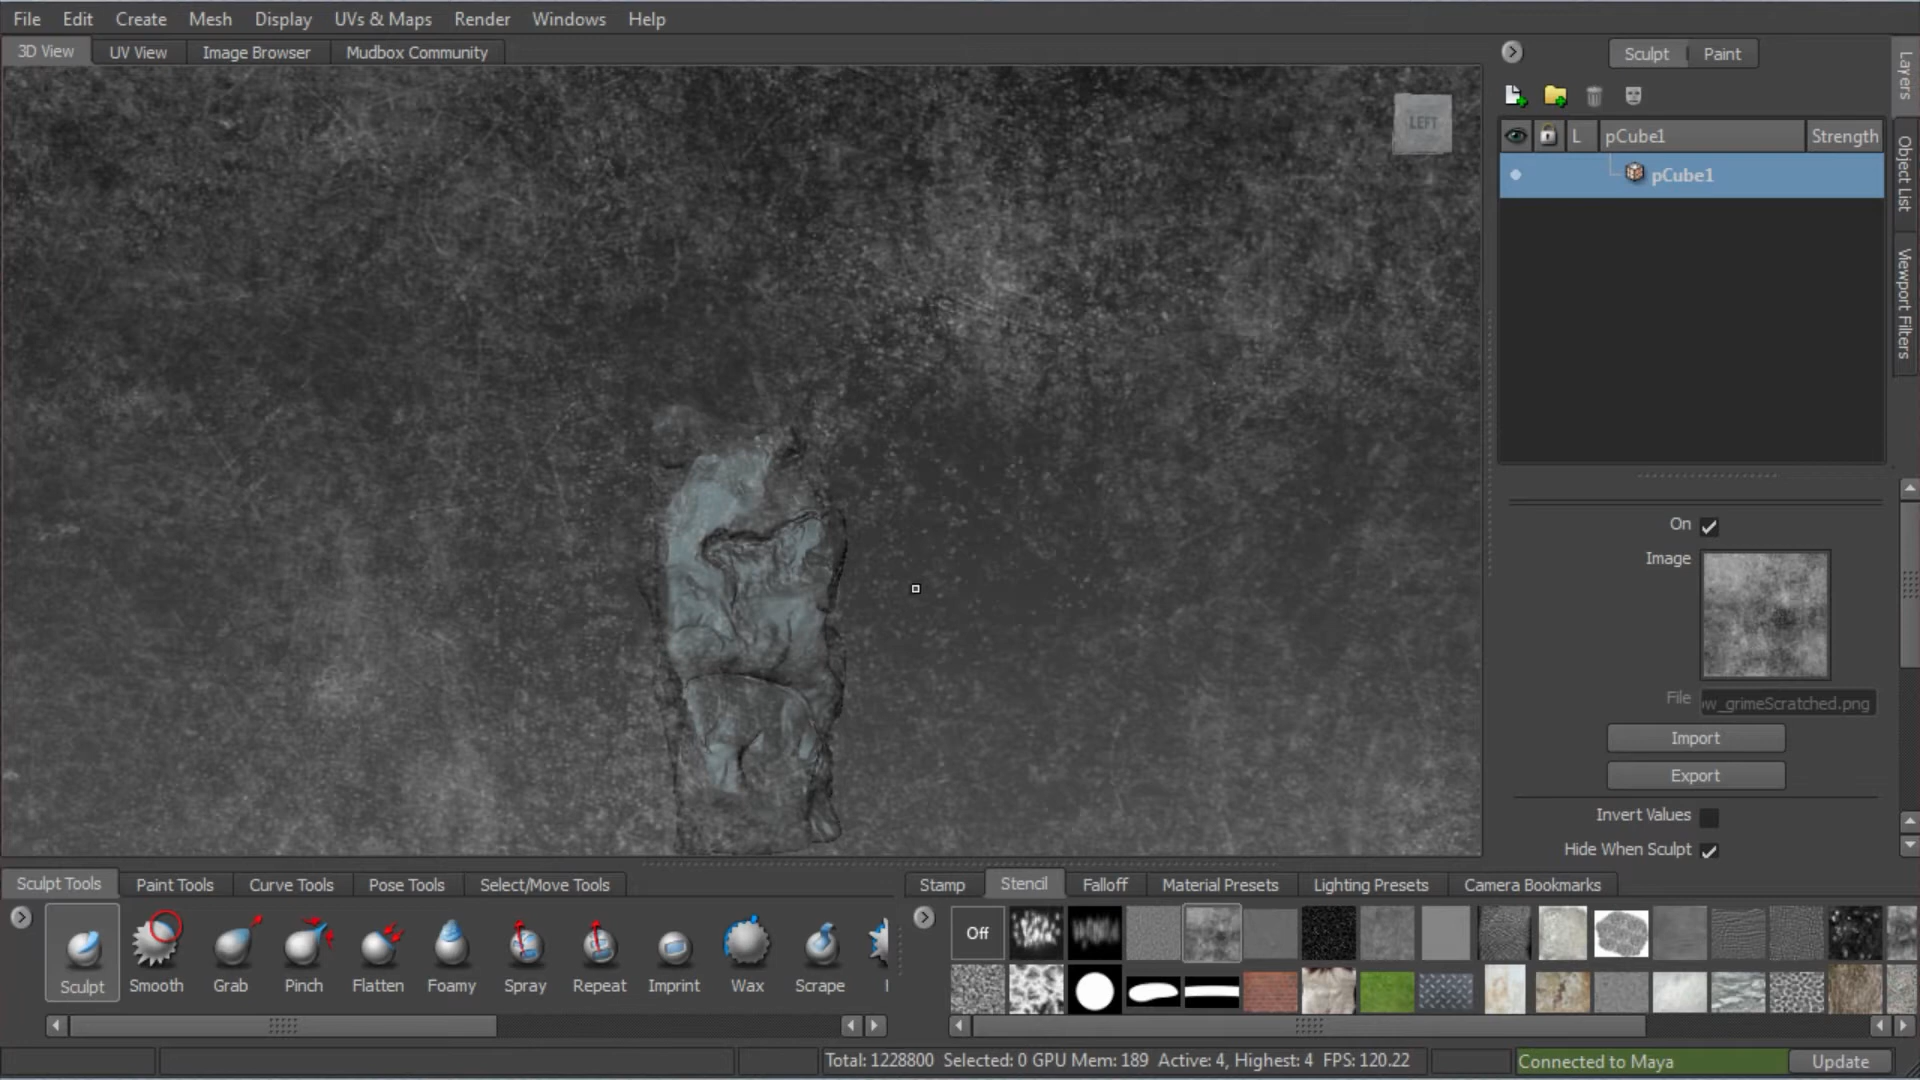 File Edit Create Mesh Display UVs & Maps Render Windows Help
3D View UV View Image Browser Mudbox Community
Sculpt Paint
Layers
Object List
Viewport Filters
LEFT
L pCube1 Strength
pCube1
On
Image
File w_grimeScratched.png
Import
Export
Invert Values
Hide When Sculpt
Sculpt Tools Paint Tools Curve Tools Pose Tools Select/Move Tools
Stamp Stencil Falloff Material Presets Lighting Presets Camera Bookmarks
Off
Sculpt Smooth Grab Pinch Flatten Foamy Spray Repeat Imprint Wax Scrape
Total: 1228800 Selected: 0 GPU Mem: 189 Active: 4, Highest: 4 FPS: 120.22
Connected to Maya Update